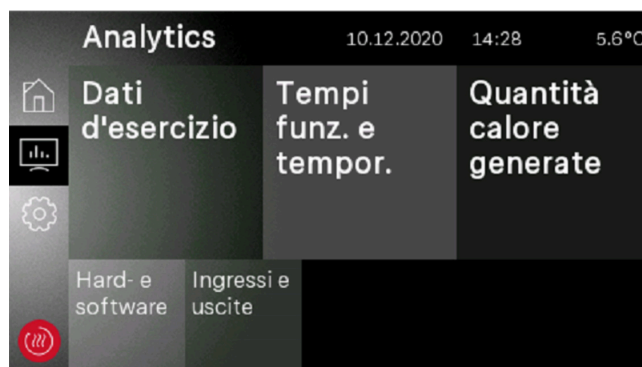 Analytics 10.12.2020 14:28 5.6°C
Dati
d'esercizio
Tempi
funz. e
tempor.
Quantità
calore
generate
Hard- e
software
Ingressi e
uscite